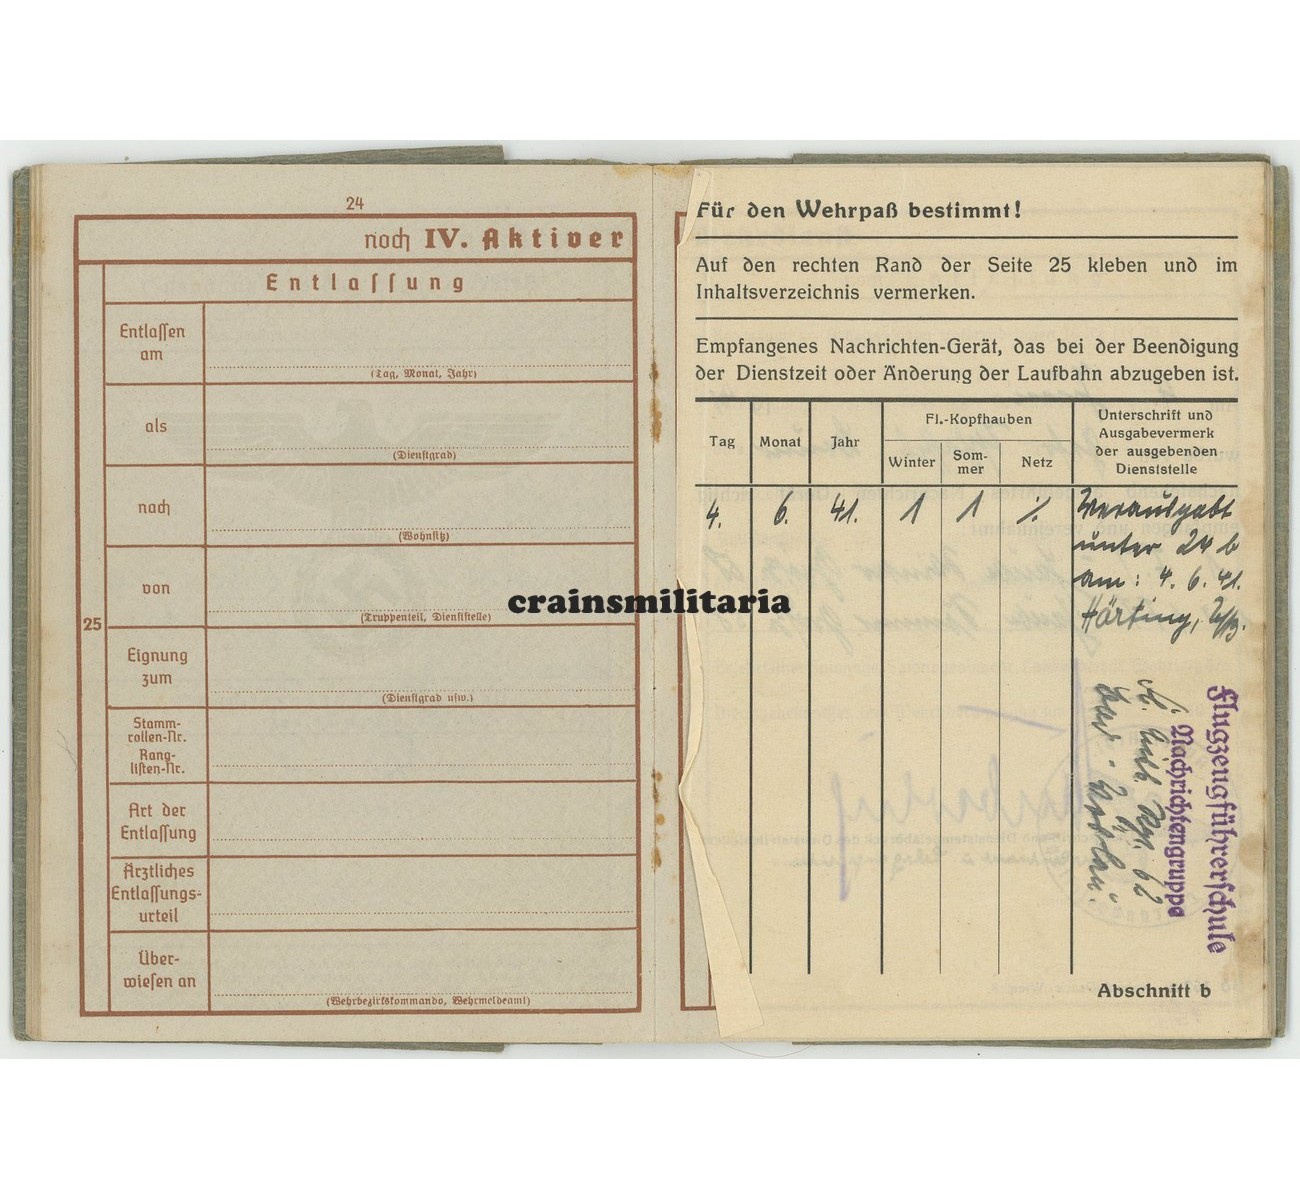 24
noch IV. Aktiver
Entlassung
Entlassen
am
(Tag, Monat, Jahr)
als
(Dienstgrad)
nach
(Wohnsitz)
von
(Truppenteil, Dienststelle)
25
Eignung
zum
(Dienstgrad usw.)
Stamm-
rollen-Nr.
Rang-
listen-Nr.
Art der
Entlassung
Ärztliches
Entlassungs-
urteil
Über-
wiesen an
(Wehrbezirkskommando, Wehrmeldeamt)
crainsmilitaria
Für den Wehrpaß bestimmt!
Auf den rechten Rand der Seite 25 kleben und im
Inhaltsverzeichnis vermerken.
Empfangenes Nachrichten-Gerät, das bei der Beendigung
der Dienstzeit oder Änderung der Laufbahn abzugeben ist.
Tag Monat Jahr
Fl.-Kopfhauben
Winter Som-
mer Netz
Unterschrift und
Ausgabevermerk
der ausgebenden
Dienststelle
4. 6. 41. 1 1 ·/. Verausgabt
unter 24 b
am: 4. 6. 41.
Härting,
Flugzeugführerschule
Nachrichtengruppe
62
Abschnitt b